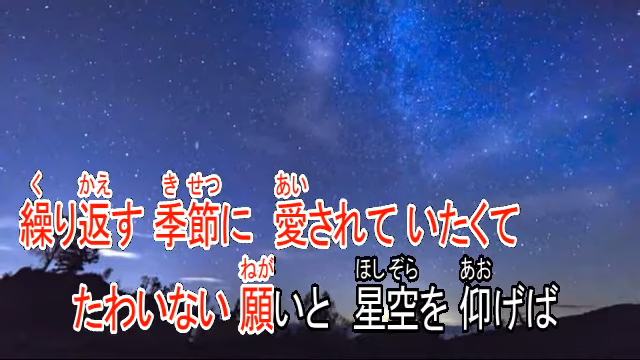 く かえ き せつ あい
繰り返す 季節に 愛されて いたくて
ねが ほしぞら あお
たわいない 願いと 星空を 仰げば